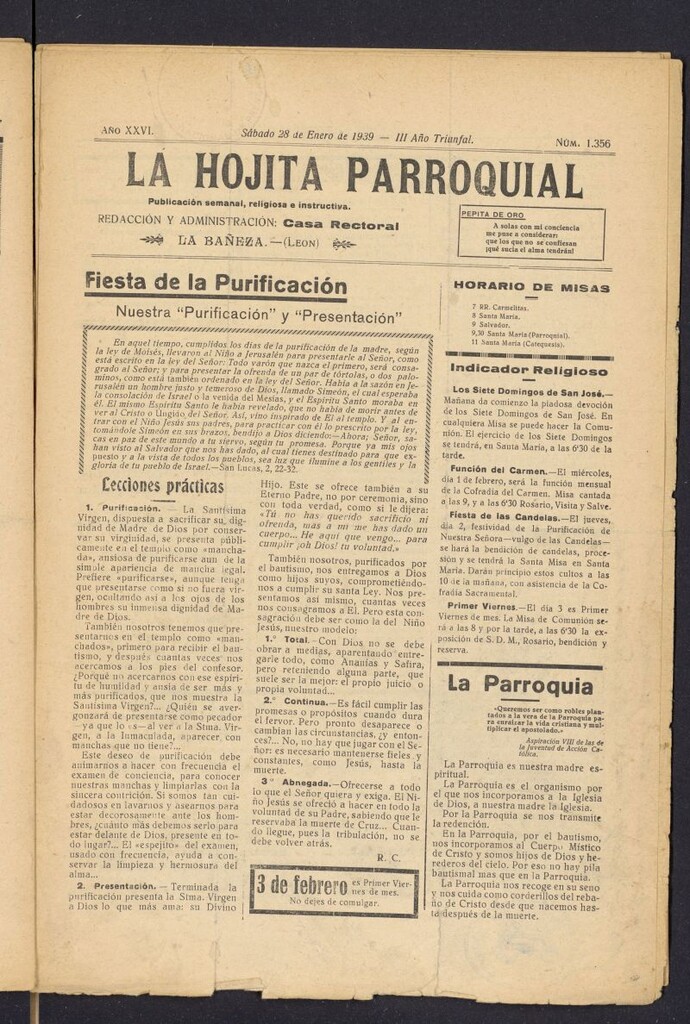 AÑO XXVI.
Sábado 28 de Enero de 1939 — III Año Triunfal.
NÚM. 1.356
LA HOJITA PARROQUIAL
Publicación semanal, religiosa e instructiva.
REDACCIÓN Y ADMINISTRACIÓN: Casa Rectoral
LA BAÑEZA.—(LEON)
PEPITA DE ORO
A solas con mi conciencia
me puse a considerar:
que los que no se confiesan
¡qué sucia el alma tendrán!
Fiesta de la Purificación
Nuestra "Purificación" y "Presentación"
En aquel tiempo, cumplidos los días de la purificación de la madre, según
la ley de Moisés, llevaron al Niño a Jerusalén para presentarle al Señor, como
está escrito en la ley del Señor: Todo varón que nazca el primero, será consa-
grado al Señor; y para presentar la ofrenda de un par de tórtolas, o dos palo-
minos, como está también ordenado en la ley del Señor. Había a la sazón en Je-
rusalén un hombre justo y temeroso de Dios, llamado Simeón, el cual esperaba
la consolación de Israel o la venida del Mesías, y el Espíritu Santo moraba en
él. El mismo Espíritu Santo le había revelado, que no había de morir antes de
ver al Cristo o Ungido del Señor. Así, vino inspirado de El al templo. Y al en-
trar con el Niño Jesús sus padres, para practicar con él lo prescrito por la ley,
tomándole Simeón en sus brazos, bendijo a Dios diciendo:—Ahora; Señor, sa-
cas en paz de este mundo a tu siervo, según tu promesa. Porque ya mis ojos
han visto al Salvador que nos has dado, al cual tienes destinado para que ex-
puesto y a la vista de todos los pueblos, sea luz que ilumine a los gentiles y la
gloria de tu pueblo de Israel.—San Lucas, 2, 22-32.
Lecciones prácticas
1. Purificación. — La Santísima
Virgen, dispuesta a sacrificar su dig-
nidad de Madre de Dios por conser-
var su virginidad, se presenta públi-
camente en el templo como «mancha-
da», ansiosa de purificarse aun de la
simple apariencia de mancha legal.
Prefiere «purificarse», aunque tenga
que presentarse como si no fuera vir-
gen, ocultando así a los ojos de los
hombres su inmensa dignidad de Ma-
dre de Dios.
También nosotros tenemos que pre-
sentarnos en el templo como «man-
chados», primero para recibir el bau-
tismo, y después cuantas veces nos
acercamos a los pies del confesor.
¿Porqué no acercarnos con ese espíri-
tu de humildad y ansia de ser más y
más purificados, que nos muestra la
Santísima Virgen?... ¿Quién se aver-
gonzará de presentarse como pecador
—ya que lo es—al ver a la Stma. Vir-
gen, a la Inmaculada, aparecer con
manchas que no tiene?...
Este deseo de purificación debe
animarnos a hacer con frecuencia el
examen de conciencia, para conocer
nuestras manchas y limpiarlas con la
sincera contrición. Si somos tan cui-
dadosos en lavarnos y asearnos para
estar decorosamente ante los hom-
bres, ¿cuánto más debemos serlo para
estar delante de Dios, presente en to-
do lugar?... El «espejito» del examen,
usado con frecuencia, ayuda a con-
servar la limpieza y hermosura del
alma...
2. Presentación. — Terminada la
purificación presenta la Stma. Virgen
a Dios lo que más ama: su Divino
Hijo. Este se ofrece también a su
Eterno Padre, no por ceremonia, sino
con toda verdad, como si le dijera:
«Tú no has querido sacrificio ni
ofrenda, mas a mí me has dado un
cuerpo... He aquí que vengo... para
cumplir ¡oh Dios! tu voluntad.»
También nosotros, purificados por
el bautismo, nos entregamos a Dios
como hijos suyos, comprometiéndo-
nos a cumplir su santa Ley. Nos pre-
sentamos así mismo, cuantas veces
nos consagramos a El. Pero esta con-
sagración debe ser como la del Niño
Jesús, nuestro modelo:
1.º Total.—Con Dios no se debe
obrar a medias, aparentando entre-
garle todo, como Ananías y Safira,
pero reteniendo alguna parte, que
suele ser la mejor: el propio juicio o
propia voluntad...
2.º Continua.—Es fácil cumplir las
promesas o propósitos cuando dura
el fervor. Pero pronto desaparece o
cambian las circunstancias, ¿y enton-
ces?... No, no hay que jugar con el Se-
ñor: es necesario mantenerse fieles y
constantes, como Jesús, hasta la
muerte.
3º Abnegada.—Ofrecerse a todo
lo que el Señor quiera y exiga. El Ni-
ño Jesús se ofreció a hacer en todo la
voluntad de su Padre, sabiendo que le
reservaba la muerte de Cruz... Cuan-
do llegue, pues la tribulación, no se
debe volver atrás.
R. C.
3 de febrero es Primer Vier-
nes de mes.
No dejes de comulgar.
HORARIO DE MISAS
7 RR. Carmelitas.
8 Santa María.
9 Salvador.
9,30 Santa María (Parroquial).
11 Santa María (Catequesis).
Indicador Religioso
Los Siete Domingos de San José.—
Mañana da comienzo la piadosa devoción
de los Siete Domingos de San José. En
cualquiera Misa se puede hacer la Comu-
nión. El ejercicio de los Siete Domingos
se tendrá, en Santa María, a las 6'30 de la
tarde.
Función del Carmen.—El miércoles,
día 1 de febrero, será la función mensual
de la Cofradía del Carmen. Misa cantada
a las 9, y a las 6'30 Rosario, Visita y Salve.
Fiesta de las Candelas.—El jueves,
día 2, festividad de la Purificación de
Nuestra Señora—vulgo de las Candelas—
se hará la bendición de candelas, proce-
sión y se tendrá la Santa Misa en Santa
María. Darán principio estos cultos a las
10 de la mañana, con asistencia de la Co-
fradía Sacramental.
Primer Viernes.—El día 3 es Primer
Viernes de mes. La Misa de Comunión se-
rá a las 8 y por la tarde, a las 6'30 la ex-
posición de S. D. M., Rosario, bendición y
reserva.
La Parroquia
«Queremos ser como robles plan-
tados a la vera de la Parroquia pa-
ra enraizar la vida cristiana y mul-
tiplicar el apostolado.»
Aspiración VIII de las de
la Juventud de Acción Ca-
tólica.
La Parroquia es nuestra madre es-
piritual.
La Parroquia es el organismo por
el que nos incorporamos a la Iglesia
de Dios, a nuestra madre la Iglesia.
Por la Parroquia se nos transmite
la redención.
En la Parroquia, por el bautismo,
nos incorporamos al Cuerpo Místico
de Cristo y somos hijos de Dios y he-
rederos del cielo. Por eso no hay pila
bautismal mas que en la Parroquia.
La Parroquia nos recoge en su seno
y nos cuida como corderillos del reba-
ño de Cristo desde que nacemos has-
ta después de la muerte.